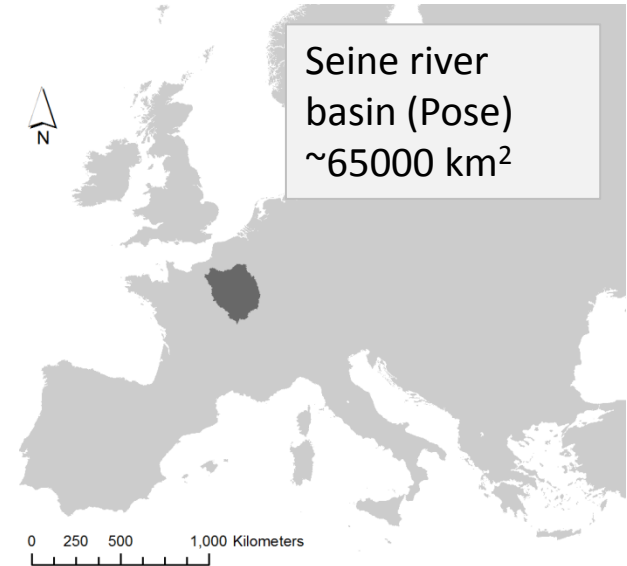 Seine river
basin (Pose)
~65000 km²
N
0 250 500 1,000 Kilometers